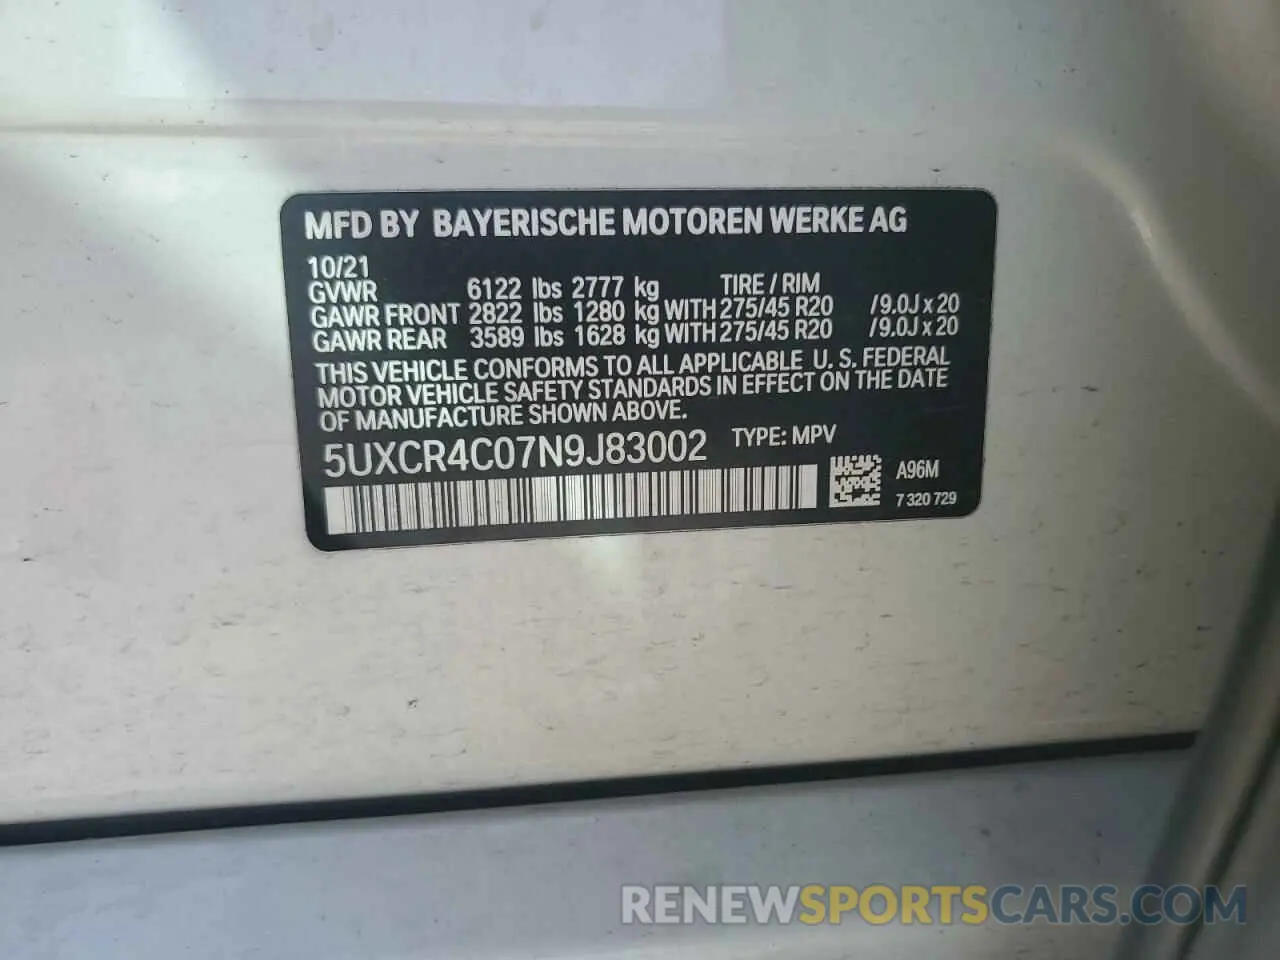 MFD BY BAYERISCHE MOTOREN WERKE AG
10/21
GVWR 6122 lbs 2777 kg TIRE / RIM
GAWR FRONT 2822 lbs 1280 kg WITH 275/45 R20 /9.0J x 20
GAWR REAR 3589 lbs 1628 kg WITH 275/45 R20 /9.0J x 20
THIS VEHICLE CONFORMS TO ALL APPLICABLE U. S. FEDERAL
MOTOR VEHICLE SAFETY STANDARDS IN EFFECT ON THE DATE
OF MANUFACTURE SHOWN ABOVE.
5UXCR4C07N9J83002 TYPE: MPV
A96M
7 320 729
RENEWSPORTSCARS.COM